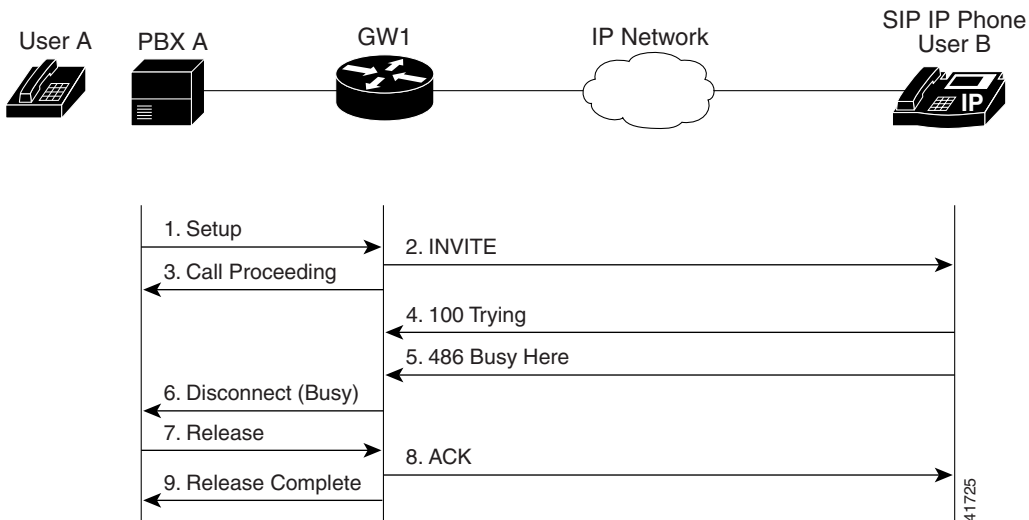 User A
PBX A
GW1
IP Network
SIP IP Phone
User B
IP
1. Setup
2. INVITE
3. Call Proceeding
4. 100 Trying
5. 486 Busy Here
6. Disconnect (Busy)
7. Release
8. ACK
9. Release Complete
41725